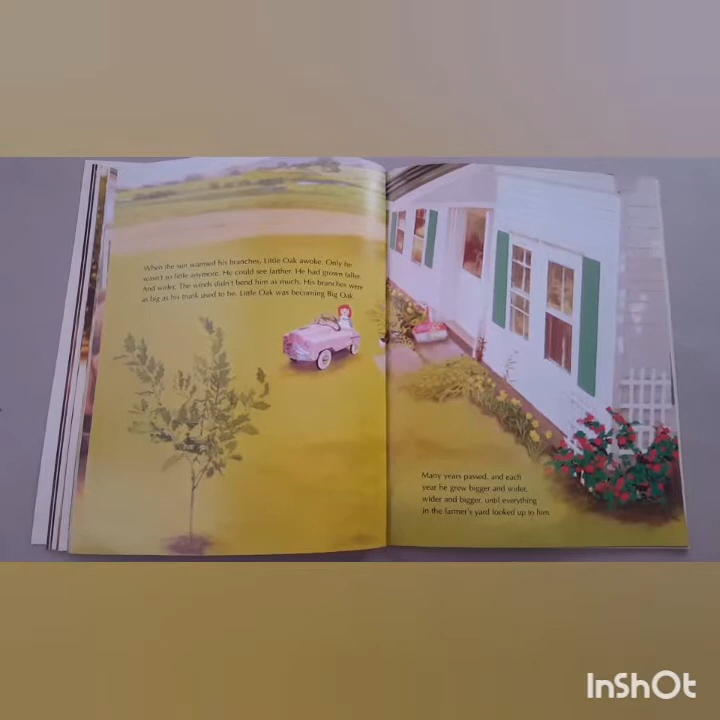 When the sun warmed his branches, Little Oak awoke. Only he
wasn't so little anymore. He could see farther. He had grown taller.
And wider. The winds didn't bend him as much. His branches were
as big as his trunk used to be. Little Oak was becoming Big Oak.
Many years passed, and each
year he grew bigger and wider,
wider and bigger, until everything
in the farmer's yard looked up to him.
InShOt